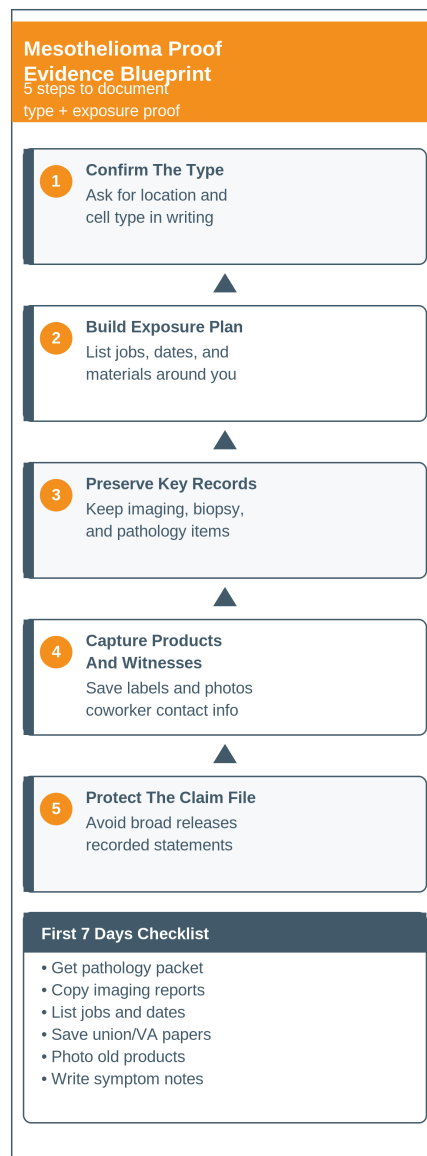 Mesothelioma Proof
Evidence Blueprint
5 steps to document
type + exposure proof
1
Confirm The Type
Ask for location and
cell type in writing
2
Build Exposure Plan
List jobs, dates, and
materials around you
3
Preserve Key Records
Keep imaging, biopsy,
and pathology items
4
Capture Products
And Witnesses
Save labels and photos
coworker contact info
5
Protect The Claim File
Avoid broad releases
recorded statements
First 7 Days Checklist
• Get pathology packet
• Copy imaging reports
• List jobs and dates
• Save union/VA papers
• Photo old products
• Write symptom notes